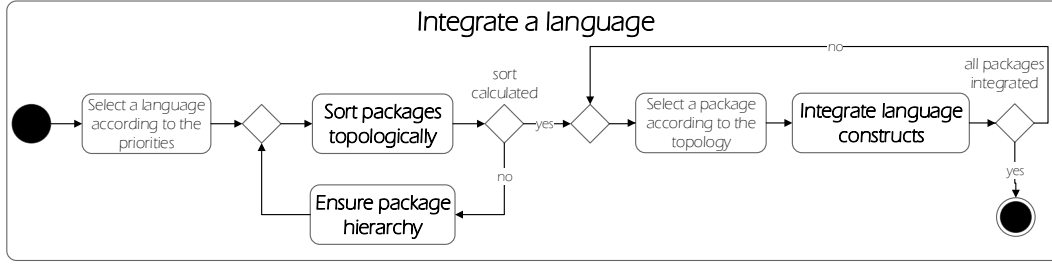 Integrate a language
Select a language
according to the
priorities
Sort packages
topologically
sort
calculated
yes
no
Ensure package
hierarchy
no
Select a package
according to the
topology
Integrate language
constructs
all packages
integrated
yes